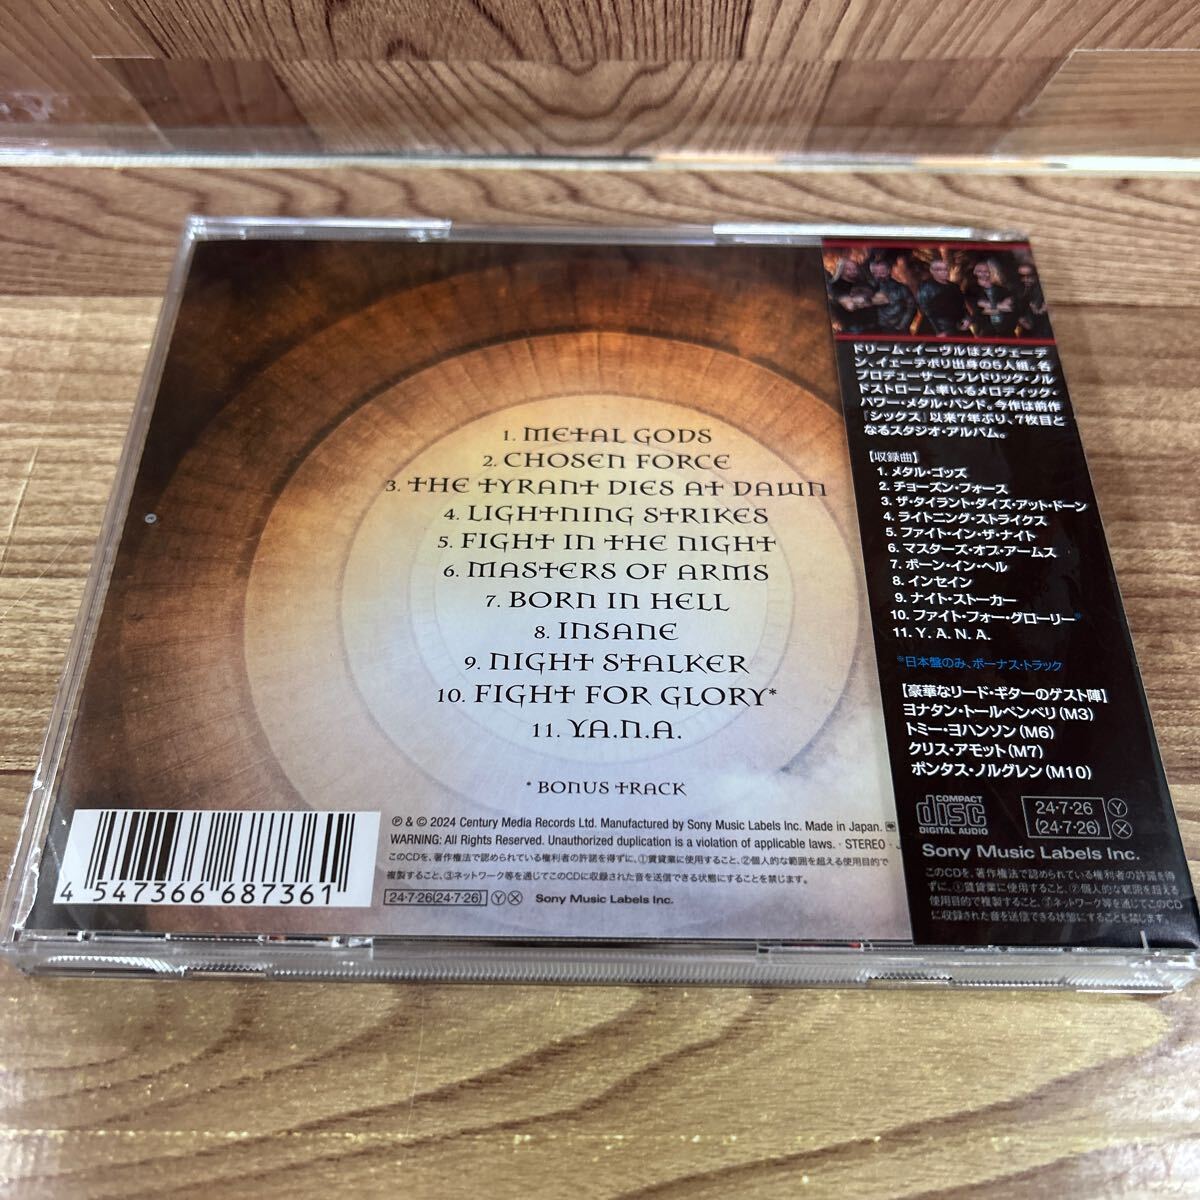 1. METAL GODS
2. CHOSEN FORCE
3. THE TYRANT DIES AT DAWN
4. LIGHTNING STRIKES
5. FIGHT IN THE NIGHT
6. MASTERS OF ARMS
7. BORN IN HELL
8. INSANE
9. NIGHT STALKER
10. FIGHT FOR GLORY*
11. Y.A.N.A.
* BONUS TRACK
℗ & © 2024 Century Media Records Ltd. Manufactured by Sony Music Labels Inc. Made in Japan.
WARNING: All Rights Reserved. Unauthorized duplication is a violation of applicable laws. · STEREO ·
このCDを、著作権法で認められている権利者の許諾を得ずに、①賃貸業に使用すること、②個人的な範囲を超える使用目的で
複製すること、③ネットワーク等を通じてこのCDに収録された音を送信できる状態にすることを禁じます。
24·7·26(24·7·26) Ⓨ Ⓧ Sony Music Labels Inc.
4 547366 687361
ドリーム・イーヴルはスウェーデ
ン、イェーテボリ出身の5人組。名
プロデューサー、フレドリック・ノル
ドストローム率いるメロディック・
パワー・メタル・バンド。今作は前作
『シックス』以来7年ぶり、7枚目と
なるスタジオ・アルバム。
【収録曲】
1. メタル・ゴッズ
2. チョーズン・フォース
3. ザ・タイラント・ダイズ・アット・ドーン
4. ライトニング・ストライクス
5. ファイト・イン・ザ・ナイト
6. マスターズ・オブ・アームス
7. ボーン・イン・ヘル
8. インセイン
9. ナイト・ストーカー
10. ファイト・フォー・グローリー*
11. Y. A. N. A.
*日本盤のみ、ボーナス・トラック
【豪華なリード・ギターのゲスト陣】
ヨナタン・トールペンベリ(M3)
トミー・ヨハンソン(M6)
クリス・アモット(M7)
ポンタス・ノルグレン(M10)
COMPACT
disc
DIGITAL AUDIO
24·7·26 Ⓨ
(24·7·26) Ⓧ
Sony Music Labels Inc.
このCDを、著作権法で認められている権利者の許諾を得
ずに、①賃貸業に使用すること、②個人的な範囲を超える
使用目的で複製すること、③ネットワーク等を通じてこのCD
に収録された音を送信できる状態にすることを禁じます。